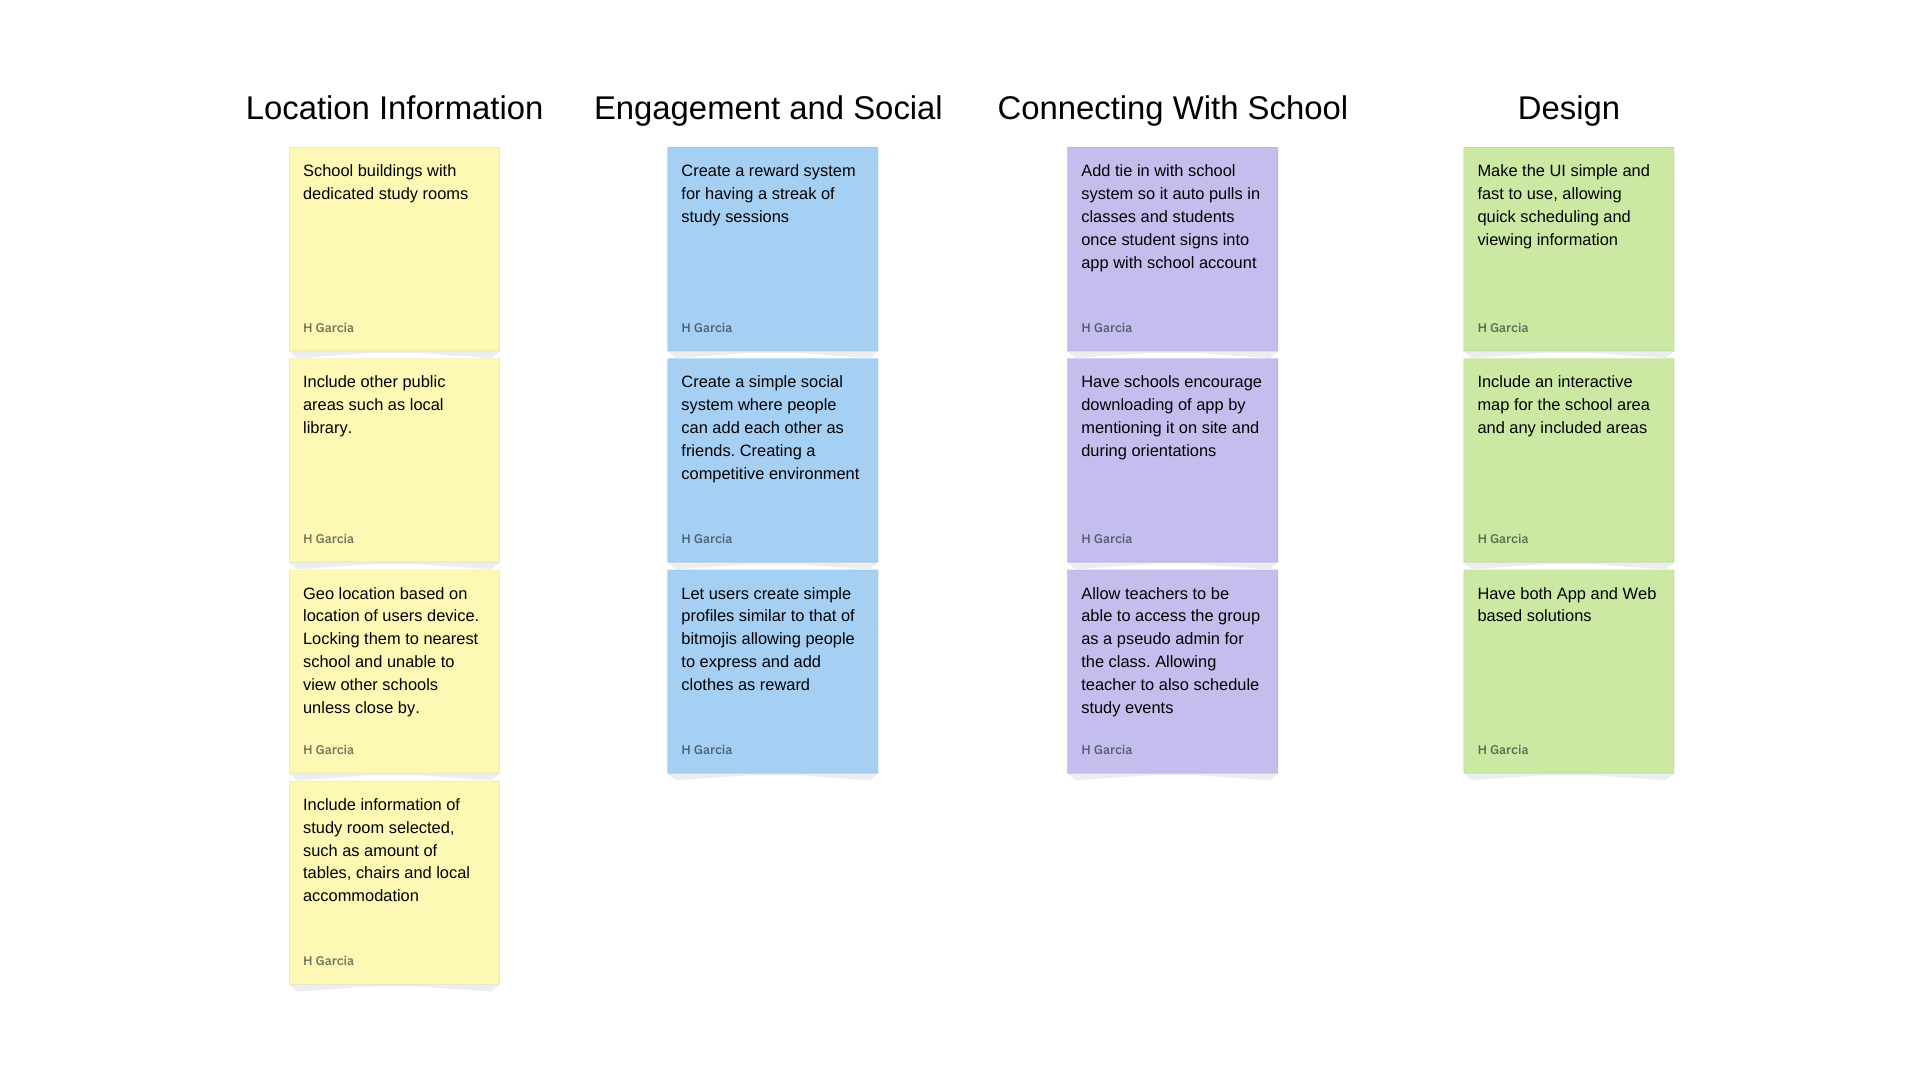 Location Information
School buildings with
dedicated study rooms
H Garcia
Include other public
areas such as local
library.
H Garcia
Geo location based on
location of users device.
Locking them to nearest
school and unable to
view other schools
unless close by.
H Garcia
Include information of
study room selected,
such as amount of
tables, chairs and local
accommodation
H Garcia
Engagement and Social
Create a reward system
for having a streak of
study sessions
H Garcia
Create a simple social
system where people
can add each other as
friends. Creating a
competitive environment
H Garcia
Let users create simple
profiles similar to that of
bitmojis allowing people
to express and add
clothes as reward
H Garcia
Connecting With School
Add tie in with school
system so it auto pulls in
classes and students
once student signs into
app with school account
H Garcia
Have schools encourage
downloading of app by
mentioning it on site and
during orientations
H Garcia
Allow teachers to be
able to access the group
as a pseudo admin for
the class. Allowing
teacher to also schedule
study events
H Garcia
Design
Make the UI simple and
fast to use, allowing
quick scheduling and
viewing information
H Garcia
Include an interactive
map for the school area
and any included areas
H Garcia
Have both App and Web
based solutions
H Garcia